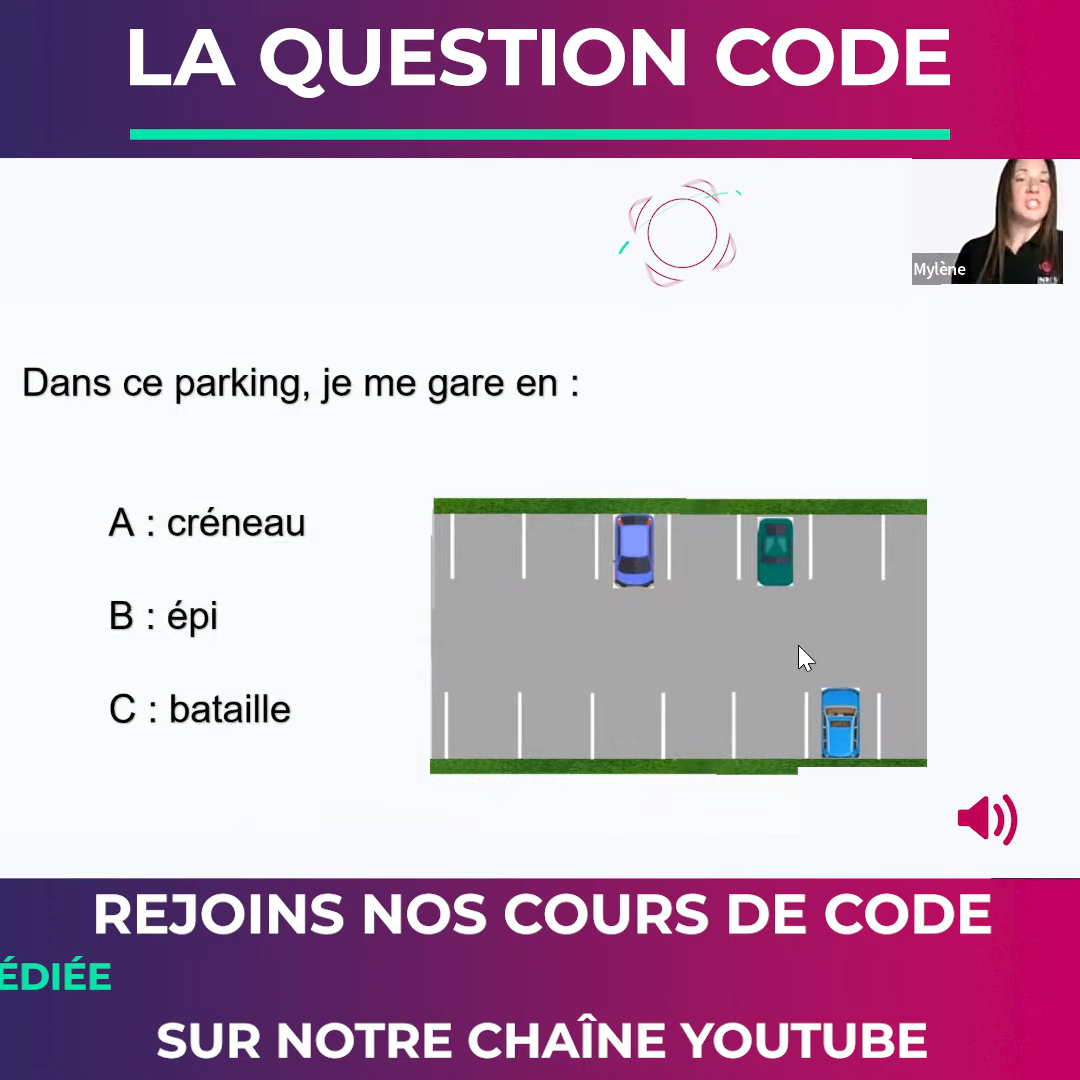 LA QUESTION CODE
Mylène
Dans ce parking, je me gare en :
A : créneau
B : épi
C : bataille
REJOINS NOS COURS DE CODE
ÉDIÉE
SUR NOTRE CHAÎNE YOUTUBE